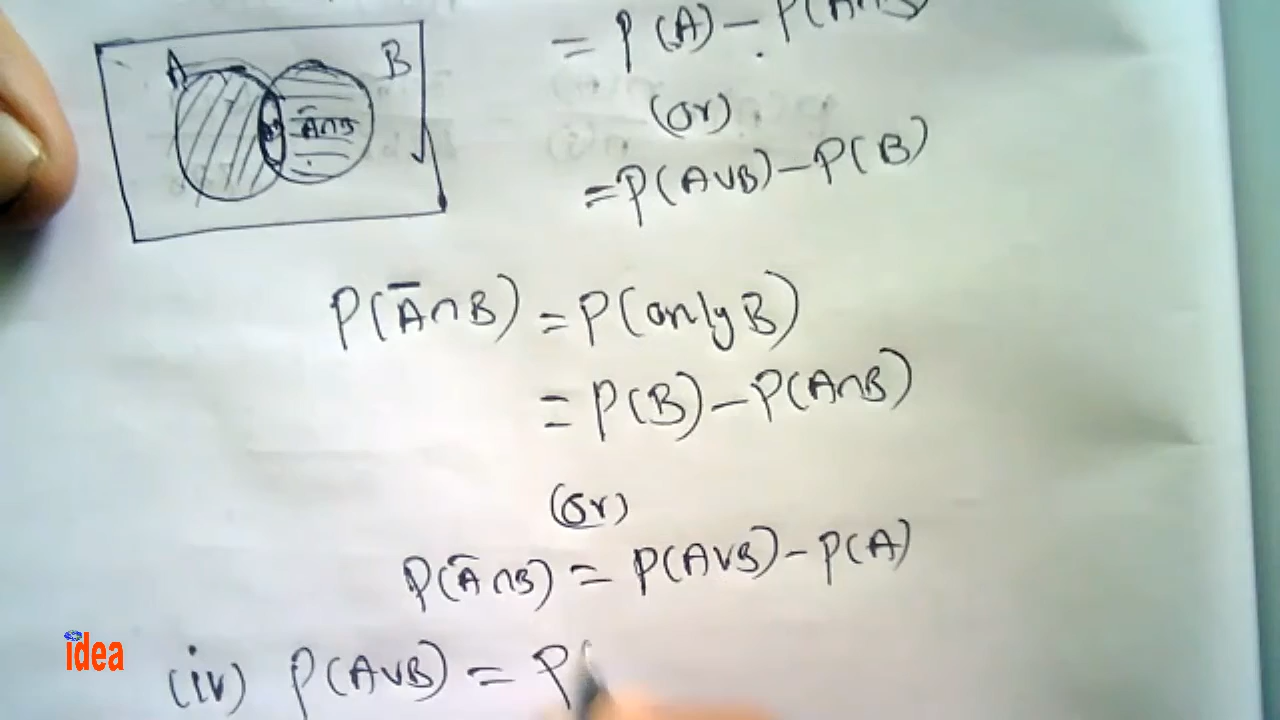 A B
= P(A) - P(A∩B)
Ā∩B
(or)
= P(A∪B) - P(B)
P(Ā∩B) = P(only B)
= P(B) - P(A∩B)
(or)
P(Ā∩B) = P(A∪B) - P(A)
idea
(iv) P(A∪B) = P(